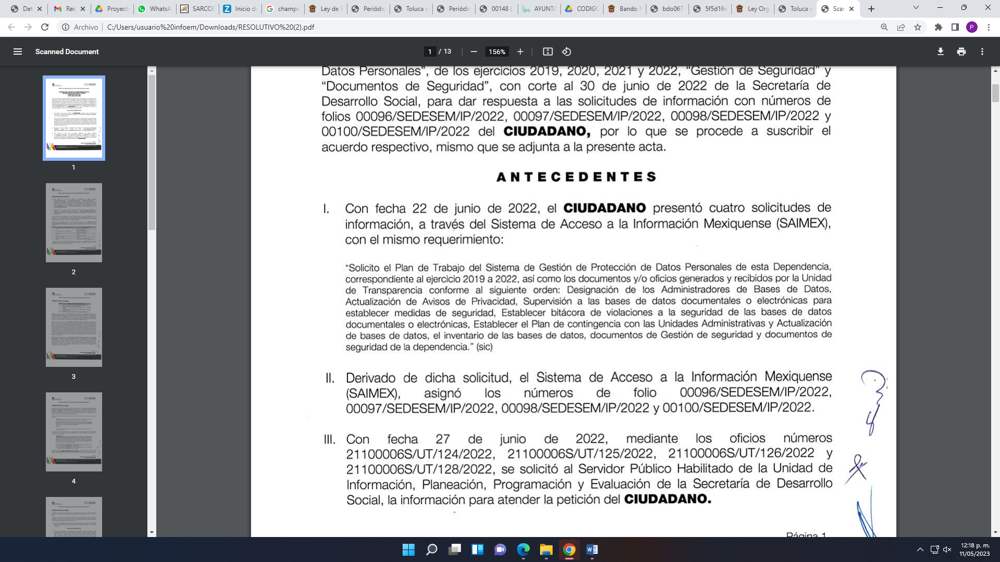 Det
Rec
Proyect
WhatsA
SARCOE
Inicio de
champio
Ley de P
Periódic
Toluca c
Periódic
00148 (
AYUNTA
CODIGO
Bando M
bdo067
5f5d16e
Ley Org
Toluca c
Scar
Archivo
C:/Users/usuario%20infoem/Downloads/RESOLUTIVO%20(2).pdf
P
Scanned Document
1 / 13
156%
Datos Personales”, de los ejercicios 2019, 2020, 2021 y 2022, “Gestión de Seguridad” y
“Documentos de Seguridad”, con corte al 30 de junio de 2022 de la Secretaría de
Desarrollo Social, para dar respuesta a las solicitudes de información con números de
folios 00096/SEDESEM/IP/2022, 00097/SEDESEM/IP/2022, 00098/SEDESEM/IP/2022 y
00100/SEDESEM/IP/2022 del CIUDADANO, por lo que se procede a suscribir el
acuerdo respectivo, mismo que se adjunta a la presente acta.
A N T E C E D E N T E S
I. Con fecha 22 de junio de 2022, el CIUDADANO presentó cuatro solicitudes de
información, a través del Sistema de Acceso a la Información Mexiquense (SAIMEX),
con el mismo requerimiento:
“Solicito el Plan de Trabajo del Sistema de Gestión de Protección de Datos Personales de esta Dependencia,
correspondiente al ejercicio 2019 a 2022, así como los documentos y/o oficios generados y recibidos por la Unidad
de Transparencia conforme al siguiente orden: Designación de los Administradores de Bases de Datos,
Actualización de Avisos de Privacidad, Supervisión a las bases de datos documentales o electrónicas para
establecer medidas de seguridad, Establecer bitácora de violaciones a la seguridad de las bases de datos
documentales o electrónicas, Establecer el Plan de contingencia con las Unidades Administrativas y Actualización
de bases de datos, el inventario de las bases de datos, documentos de Gestión de seguridad y documentos de
seguridad de la dependencia.” (sic)
II. Derivado de dicha solicitud, el Sistema de Acceso a la Información Mexiquense
(SAIMEX), asignó los números de folio 00096/SEDESEM/IP/2022,
00097/SEDESEM/IP/2022, 00098/SEDESEM/IP/2022 y 00100/SEDESEM/IP/2022.
III. Con fecha 27 de junio de 2022, mediante los oficios números
21100006S/UT/124/2022, 21100006S/UT/125/2022, 21100006S/UT/126/2022 y
21100006S/UT/128/2022, se solicitó al Servidor Público Habilitado de la Unidad de
Información, Planeación, Programación y Evaluación de la Secretaría de Desarrollo
Social, la información para atender la petición del CIUDADANO.
Página 1
1
2
3
4
12:18 p. m.
11/05/2023